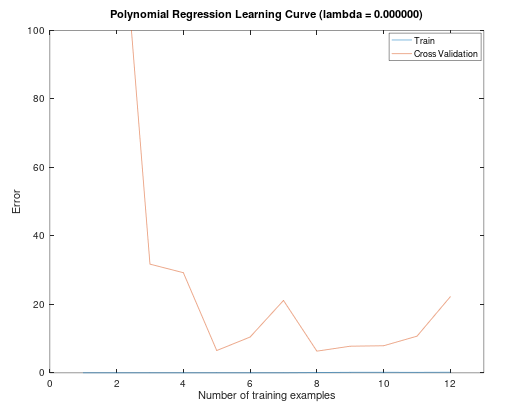 Polynomial Regression Learning Curve (lambda = 0.000000)
Train
Cross Validation
100
80
60
40
20
0
Error
0 2 4 6 8 10 12
Number of training examples